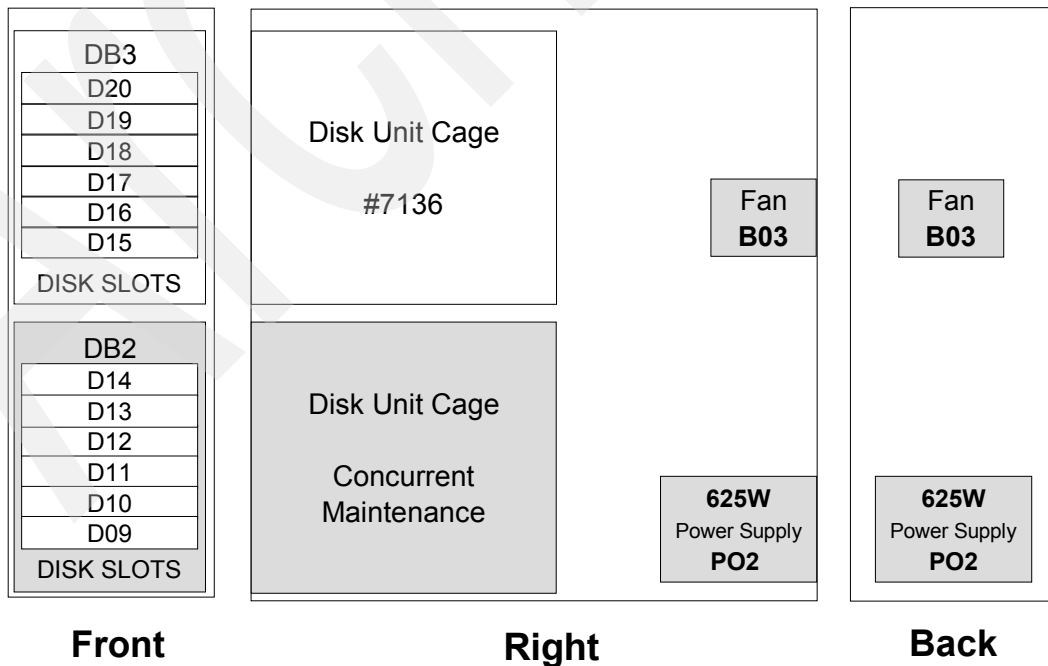 DB3
D20
D19
D18
D17
D16
D15
DISK SLOTS
DB2
D14
D13
D12
D11
D10
D09
DISK SLOTS
Front
Disk Unit Cage
#7136
Fan
B03
Disk Unit Cage
Concurrent
Maintenance
625W
Power Supply
PO2
Right
Fan
B03
625W
Power Supply
PO2
Back